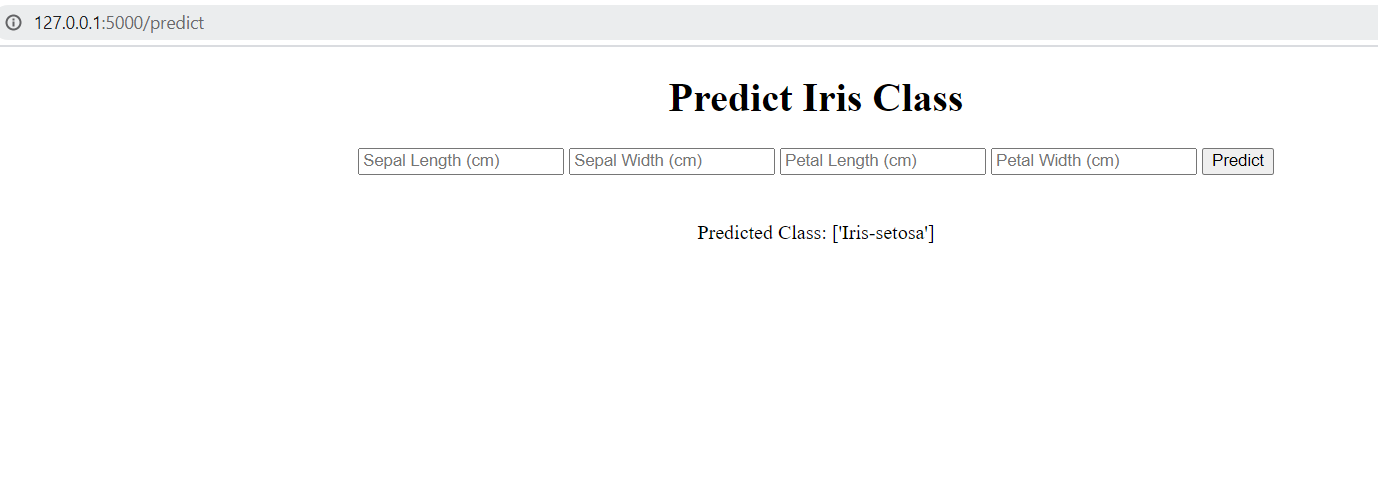 127.0.0.1:5000/predict
Predict Iris Class
Sepal Length (cm) Sepal Width (cm) Petal Length (cm) Petal Width (cm) Predict
Predicted Class: ['Iris-setosa']